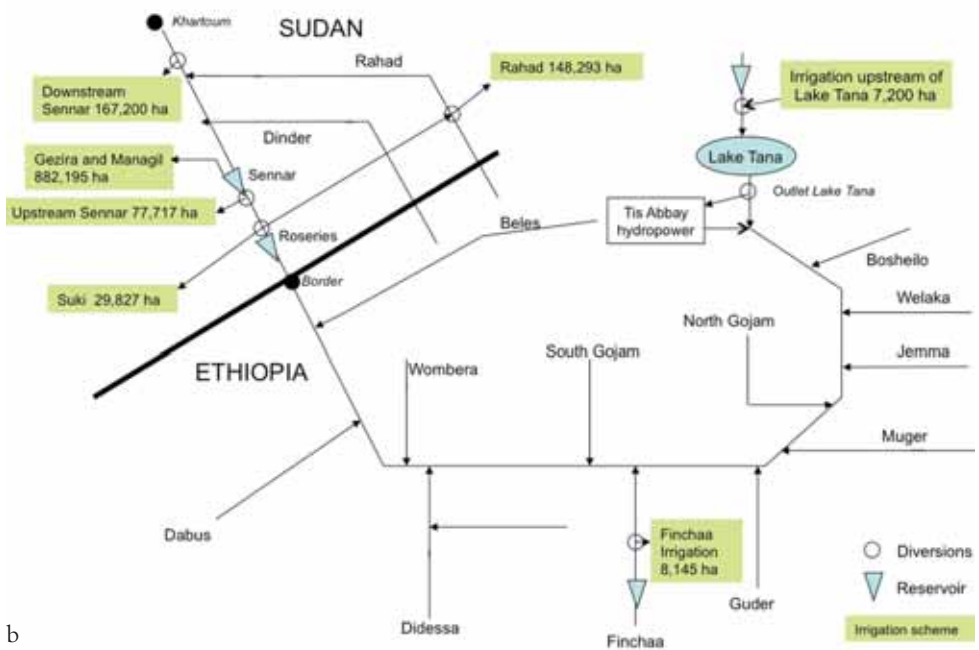 Khartoum
SUDAN
Rahad
Rahad 148,293 ha
Irrigation upstream of
Lake Tana 7,200 ha
Downstream
Sennar 167,200 ha
Dinder
Gezira and Managil
882,195 ha
Sennar
Lake Tana
Upstream Sennar 77,717 ha
Outlet Lake Tana
Tis Abbay
hydropower
Roseries
Beles
Bosheilo
Border
Suki 29,827 ha
Welaka
North Gojam
ETHIOPIA
Wombera
South Gojam
Jemma
Muger
Dabus
Finchaa
Irrigation
8,145 ha
Diversions
Reservoir
Guder
Didessa
Finchaa
Irrigation scheme
b